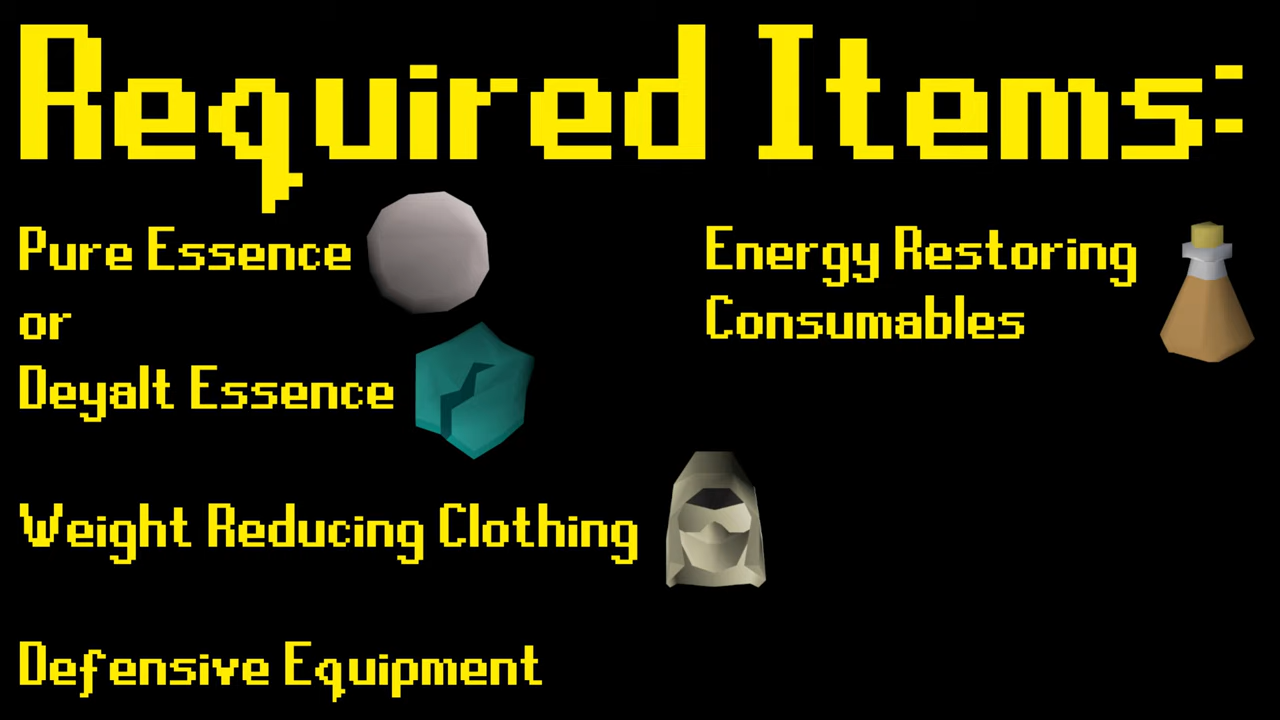 Required Items:
Pure Essence
or
Deyalt Essence
Weight Reducing Clothing
Defensive Equipment
Energy Restoring
Consumables